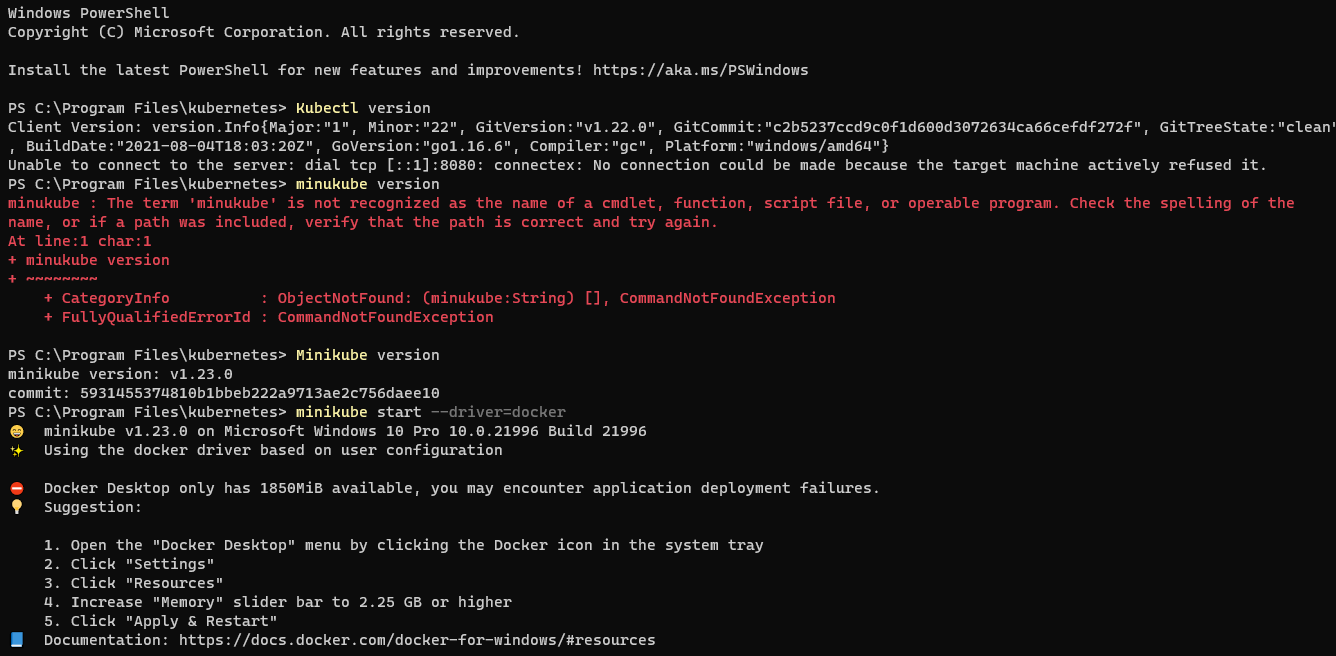 Windows PowerShell
Copyright (C) Microsoft Corporation. All rights reserved.
Install the latest PowerShell for new features and improvements! https://aka.ms/PSWindows
PS C:\Program Files\kubernetes> Kubectl version
Client Version: version.Info{Major:"1", Minor:"22", GitVersion:"v1.22.0", GitCommit:"c2b5237ccd9c0f1d600d3072634ca66cefdf272f", GitTreeState:"clean"
, BuildDate:"2021-08-04T18:03:20Z", GoVersion:"go1.16.6", Compiler:"gc", Platform:"windows/amd64"}
Unable to connect to the server: dial tcp [::1]:8080: connectex: No connection could be made because the target machine actively refused it.
PS C:\Program Files\kubernetes> minukube version
minukube : The term 'minukube' is not recognized as the name of a cmdlet, function, script file, or operable program. Check the spelling of the
name, or if a path was included, verify that the path is correct and try again.
At line:1 char:1
+ minukube version
+ ~~~~~~~~
    + CategoryInfo          : ObjectNotFound: (minukube:String) [], CommandNotFoundException
    + FullyQualifiedErrorId : CommandNotFoundException
PS C:\Program Files\kubernetes> Minikube version
minikube version: v1.23.0
commit: 5931455374810b1bbeb222a9713ae2c756daee10
PS C:\Program Files\kubernetes> minikube start --driver=docker
😄  minikube v1.23.0 on Microsoft Windows 10 Pro 10.0.21996 Build 21996
✨  Using the docker driver based on user configuration
⛔  Docker Desktop only has 1850MiB available, you may encounter application deployment failures.
💡  Suggestion:
    1. Open the "Docker Desktop" menu by clicking the Docker icon in the system tray
    2. Click "Settings"
    3. Click "Resources"
    4. Increase "Memory" slider bar to 2.25 GB or higher
    5. Click "Apply & Restart"
📘  Documentation: https://docs.docker.com/docker-for-windows/#resources